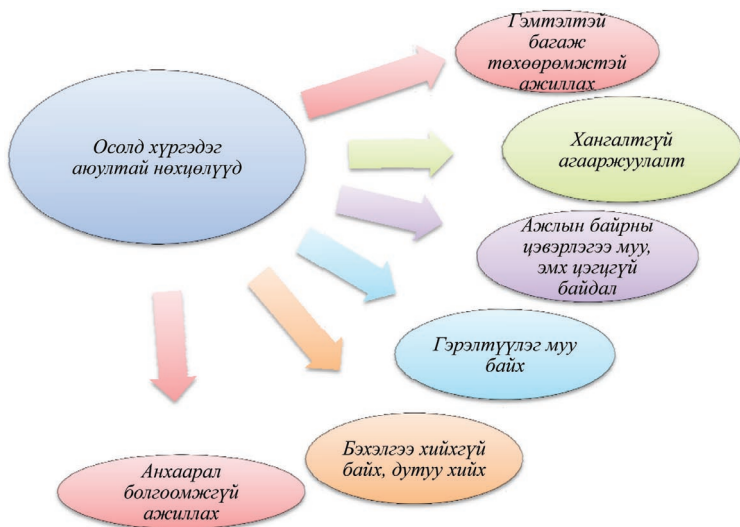 Осолд хүргэдэг
аюултай нөхцөлүүд
Гэмтэлтэй
багаж
төхөөрөмжтэй
ажиллах
Хангалтгүй
агааржуулалт
Ажлын байрны
цэвэрлэгээ муу,
эмх цэгцгүй
байдал
Гэрэлтүүлэг муу
байх
Бэхэлгээ хийхгүй
байх, дутуу хийх
Анхаарал
болгоомжгүй
ажиллах